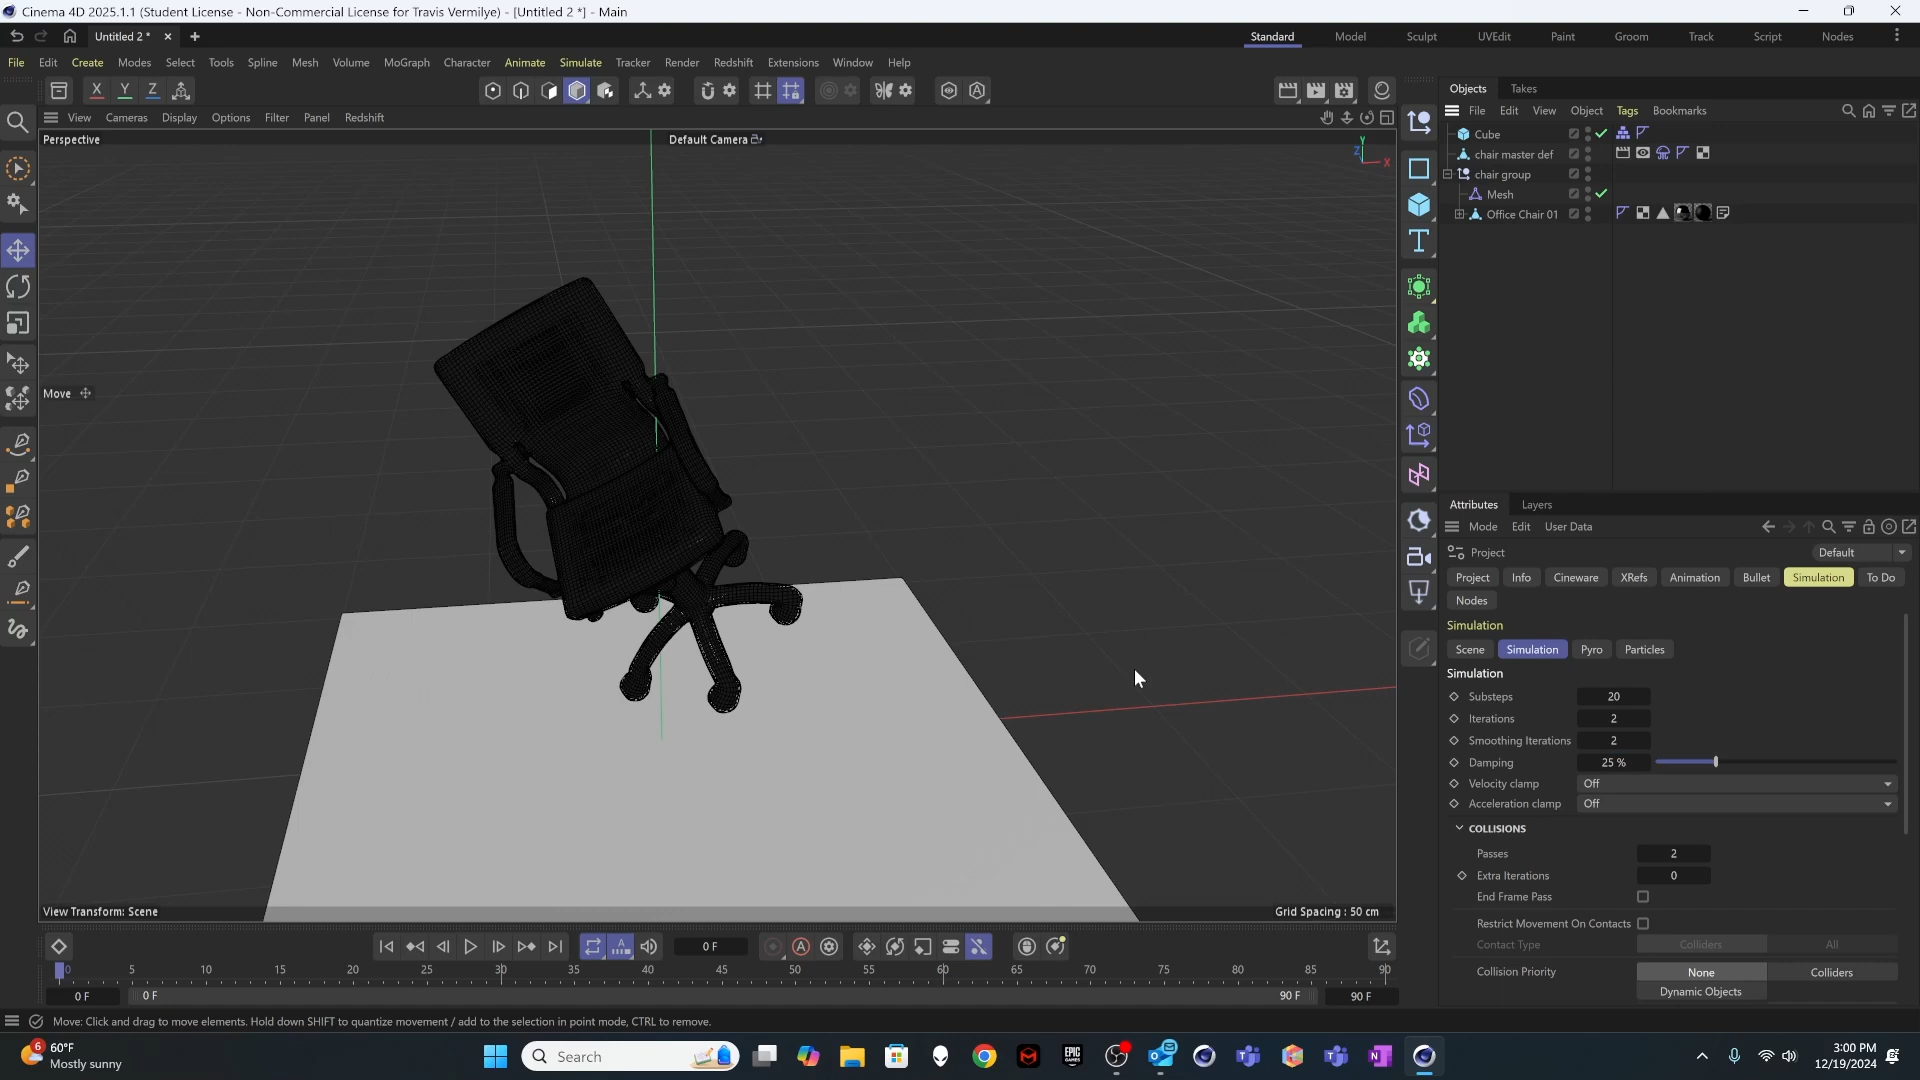 Cinema 4D 2025.1.1 (Student License - Non-Commercial License for Travis Vermilye) - [Untitled 2 *] - Main
Untitled 2 *
Standard Model Sculpt UVEdit Paint Groom Track Script Nodes
File Edit Create Modes Select Tools Spline Mesh Volume MoGraph Character Animate Simulate Tracker Render Redshift Extensions Window Help
X Y Z
Objects Takes
View Cameras Display Options Filter Panel Redshift
File Edit View Object Tags Bookmarks
Perspective
Default Camera
Y
Z
X
Cube
chair master def
chair group
Mesh
Office Chair 01
Move
Attributes Layers
Mode Edit User Data
Project
Default
Project Info Cineware XRefs Animation Bullet Simulation To Do
Nodes
Simulation
Scene Simulation Pyro Particles
Simulation
Substeps 20
Iterations 2
Smoothing Iterations 2
Damping 25 %
Velocity clamp Off
Acceleration clamp Off
COLLISIONS
Passes 2
Extra Iterations 0
End Frame Pass
Restrict Movement On Contacts
Contact Type Colliders All
Collision Priority None Colliders
Dynamic Objects
View Transform: Scene
Grid Spacing : 50 cm
0 F
0 5 10 15 20 25 30 35 40 45 50 55 60 65 70 75 80 85 90
0 F 0 F 90 F 90 F
Move: Click and drag to move elements. Hold down SHIFT to quantize movement / add to the selection in point mode, CTRL to remove.
6
60°F
Mostly sunny
Search
EPIC GAMES
3:00 PM
12/19/2024